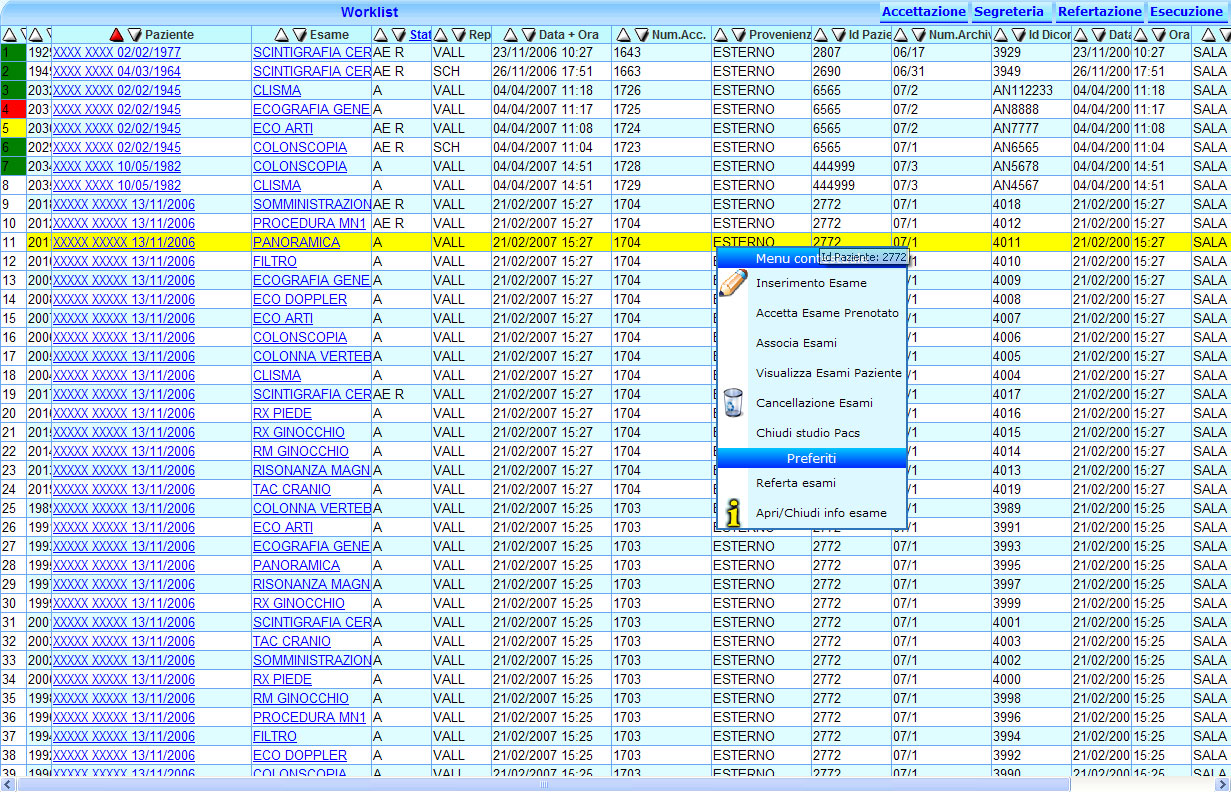 Worklist Accettazione Segreteria Refertazione Esecuzione
Paziente Esame Stat Rep Data + Ora Num.Acc. Provenienz Id Pazie Num.Archiv Id Dicor Data Ora
1 192 XXXX XXXX 02/02/1977 SCINTIGRAFIA CER AE R VALL 23/11/2006 10:27 1643 ESTERNO 2807 06/17 3929 23/11/200 10:27 SALA
2 194 XXXX XXXX 04/03/1964 SCINTIGRAFIA CER AE R SCH 26/11/2006 17:51 1663 ESTERNO 2690 06/31 3949 26/11/200 17:51 SALA
3 203 XXXX XXXX 02/02/1945 CLISMA A VALL 04/04/2007 11:18 1726 ESTERNO 6565 07/2 AN112233 04/04/200 11:18 SALA
4 203 XXXX XXXX 02/02/1945 ECOGRAFIA GENE A VALL 04/04/2007 11:17 1725 ESTERNO 6565 07/2 AN8888 04/04/200 11:17 SALA
5 203 XXXX XXXX 02/02/1945 ECO ARTI AE R VALL 04/04/2007 11:08 1724 ESTERNO 6565 07/2 AN7777 04/04/200 11:08 SALA
6 202 XXXX XXXX 02/02/1945 COLONSCOPIA AE R SCH 04/04/2007 11:04 1723 ESTERNO 6565 07/1 AN6565 04/04/200 11:04 SALA
7 203 XXXX XXXX 10/05/1982 COLONSCOPIA A VALL 04/04/2007 14:51 1728 ESTERNO 444999 07/3 AN5678 04/04/200 14:51 SALA
8 203 XXXX XXXX 10/05/1982 CLISMA A VALL 04/04/2007 14:51 1729 ESTERNO 444999 07/3 AN4567 04/04/200 14:51 SALA
9 201 XXXXX XXXXX 13/11/2006 SOMMINISTRAZION AE R VALL 21/02/2007 15:27 1704 ESTERNO 2772 07/1 4018 21/02/200 15:27 SALA
10 201 XXXXX XXXXX 13/11/2006 PROCEDURA MN1 AE R VALL 21/02/2007 15:27 1704 ESTERNO 2772 07/1 4012 21/02/200 15:27 SALA
11 201 XXXXX XXXXX 13/11/2006 PANORAMICA A VALL 21/02/2007 15:27 1704 ESTERNO 2772 07/1 4011 21/02/200 15:27 SALA
12 201 XXXXX XXXXX 13/11/2006 FILTRO A VALL 21/02/2007 15:27 1704 /1 4010 21/02/200 15:27 SALA
13 200 XXXXX XXXXX 13/11/2006 ECOGRAFIA GENE A VALL 21/02/2007 15:27 1704 /1 4009 21/02/200 15:27 SALA
14 200 XXXXX XXXXX 13/11/2006 ECO DOPPLER A VALL 21/02/2007 15:27 1704 /1 4008 21/02/200 15:27 SALA
15 200 XXXXX XXXXX 13/11/2006 ECO ARTI A VALL 21/02/2007 15:27 1704 /1 4007 21/02/200 15:27 SALA
16 200 XXXXX XXXXX 13/11/2006 COLONSCOPIA A VALL 21/02/2007 15:27 1704 /1 4006 21/02/200 15:27 SALA
17 200 XXXXX XXXXX 13/11/2006 COLONNA VERTEB A VALL 21/02/2007 15:27 1704 /1 4005 21/02/200 15:27 SALA
18 200 XXXXX XXXXX 13/11/2006 CLISMA A VALL 21/02/2007 15:27 1704 /1 4004 21/02/200 15:27 SALA
19 201 XXXXX XXXXX 13/11/2006 SCINTIGRAFIA CER AE R VALL 21/02/2007 15:27 1704 /1 4017 21/02/200 15:27 SALA
20 201 XXXXX XXXXX 13/11/2006 RX PIEDE A VALL 21/02/2007 15:27 1704 /1 4016 21/02/200 15:27 SALA
21 201 XXXXX XXXXX 13/11/2006 RX GINOCCHIO A VALL 21/02/2007 15:27 1704 /1 4015 21/02/200 15:27 SALA
22 201 XXXXX XXXXX 13/11/2006 RM GINOCCHIO A VALL 21/02/2007 15:27 1704 /1 4014 21/02/200 15:27 SALA
23 201 XXXXX XXXXX 13/11/2006 RISONANZA MAGN A VALL 21/02/2007 15:27 1704 /1 4013 21/02/200 15:27 SALA
24 201 XXXXX XXXXX 13/11/2006 TAC CRANIO A VALL 21/02/2007 15:27 1704 /1 4019 21/02/200 15:27 SALA
25 198 XXXXX XXXXX 13/11/2006 COLONNA VERTEB A VALL 21/02/2007 15:25 1703 /1 3989 21/02/200 15:25 SALA
26 199 XXXXX XXXXX 13/11/2006 ECO ARTI A VALL 21/02/2007 15:25 1703 ESTERNO 2772 07/1 3991 21/02/200 15:25 SALA
27 199 XXXXX XXXXX 13/11/2006 ECOGRAFIA GENE A VALL 21/02/2007 15:25 1703 ESTERNO 2772 07/1 3993 21/02/200 15:25 SALA
28 199 XXXXX XXXXX 13/11/2006 PANORAMICA A VALL 21/02/2007 15:25 1703 ESTERNO 2772 07/1 3995 21/02/200 15:25 SALA
29 199 XXXXX XXXXX 13/11/2006 RISONANZA MAGN A VALL 21/02/2007 15:25 1703 ESTERNO 2772 07/1 3997 21/02/200 15:25 SALA
30 199 XXXXX XXXXX 13/11/2006 RX GINOCCHIO A VALL 21/02/2007 15:25 1703 ESTERNO 2772 07/1 3999 21/02/200 15:25 SALA
31 200 XXXXX XXXXX 13/11/2006 SCINTIGRAFIA CER A VALL 21/02/2007 15:25 1703 ESTERNO 2772 07/1 4001 21/02/200 15:25 SALA
32 200 XXXXX XXXXX 13/11/2006 TAC CRANIO A VALL 21/02/2007 15:25 1703 ESTERNO 2772 07/1 4003 21/02/200 15:25 SALA
33 200 XXXXX XXXXX 13/11/2006 SOMMINISTRAZION A VALL 21/02/2007 15:25 1703 ESTERNO 2772 07/1 4002 21/02/200 15:25 SALA
34 200 XXXXX XXXXX 13/11/2006 RX PIEDE A VALL 21/02/2007 15:25 1703 ESTERNO 2772 07/1 4000 21/02/200 15:25 SALA
35 199 XXXXX XXXXX 13/11/2006 RM GINOCCHIO A VALL 21/02/2007 15:25 1703 ESTERNO 2772 07/1 3998 21/02/200 15:25 SALA
36 199 XXXXX XXXXX 13/11/2006 PROCEDURA MN1 A VALL 21/02/2007 15:25 1703 ESTERNO 2772 07/1 3996 21/02/200 15:25 SALA
37 199 XXXXX XXXXX 13/11/2006 FILTRO A VALL 21/02/2007 15:25 1703 ESTERNO 2772 07/1 3994 21/02/200 15:25 SALA
38 199 XXXXX XXXXX 13/11/2006 ECO DOPPLER A VALL 21/02/2007 15:25 1703 ESTERNO 2772 07/1 3992 21/02/200 15:25 SALA
39 199 XXXXX XXXXX 13/11/2006 COLONSCOPIA A VALL 21/02/2007 15:25 1703 ESTERNO 2772 07/1 3990 21/02/200 15:25 SALA
Menu cont
Id Paziente: 2772
Inserimento Esame
Accetta Esame Prenotato
Associa Esami
Visualizza Esami Paziente
Cancellazione Esami
Chiudi studio Pacs
Preferiti
Referta esami
Apri/Chiudi info esame